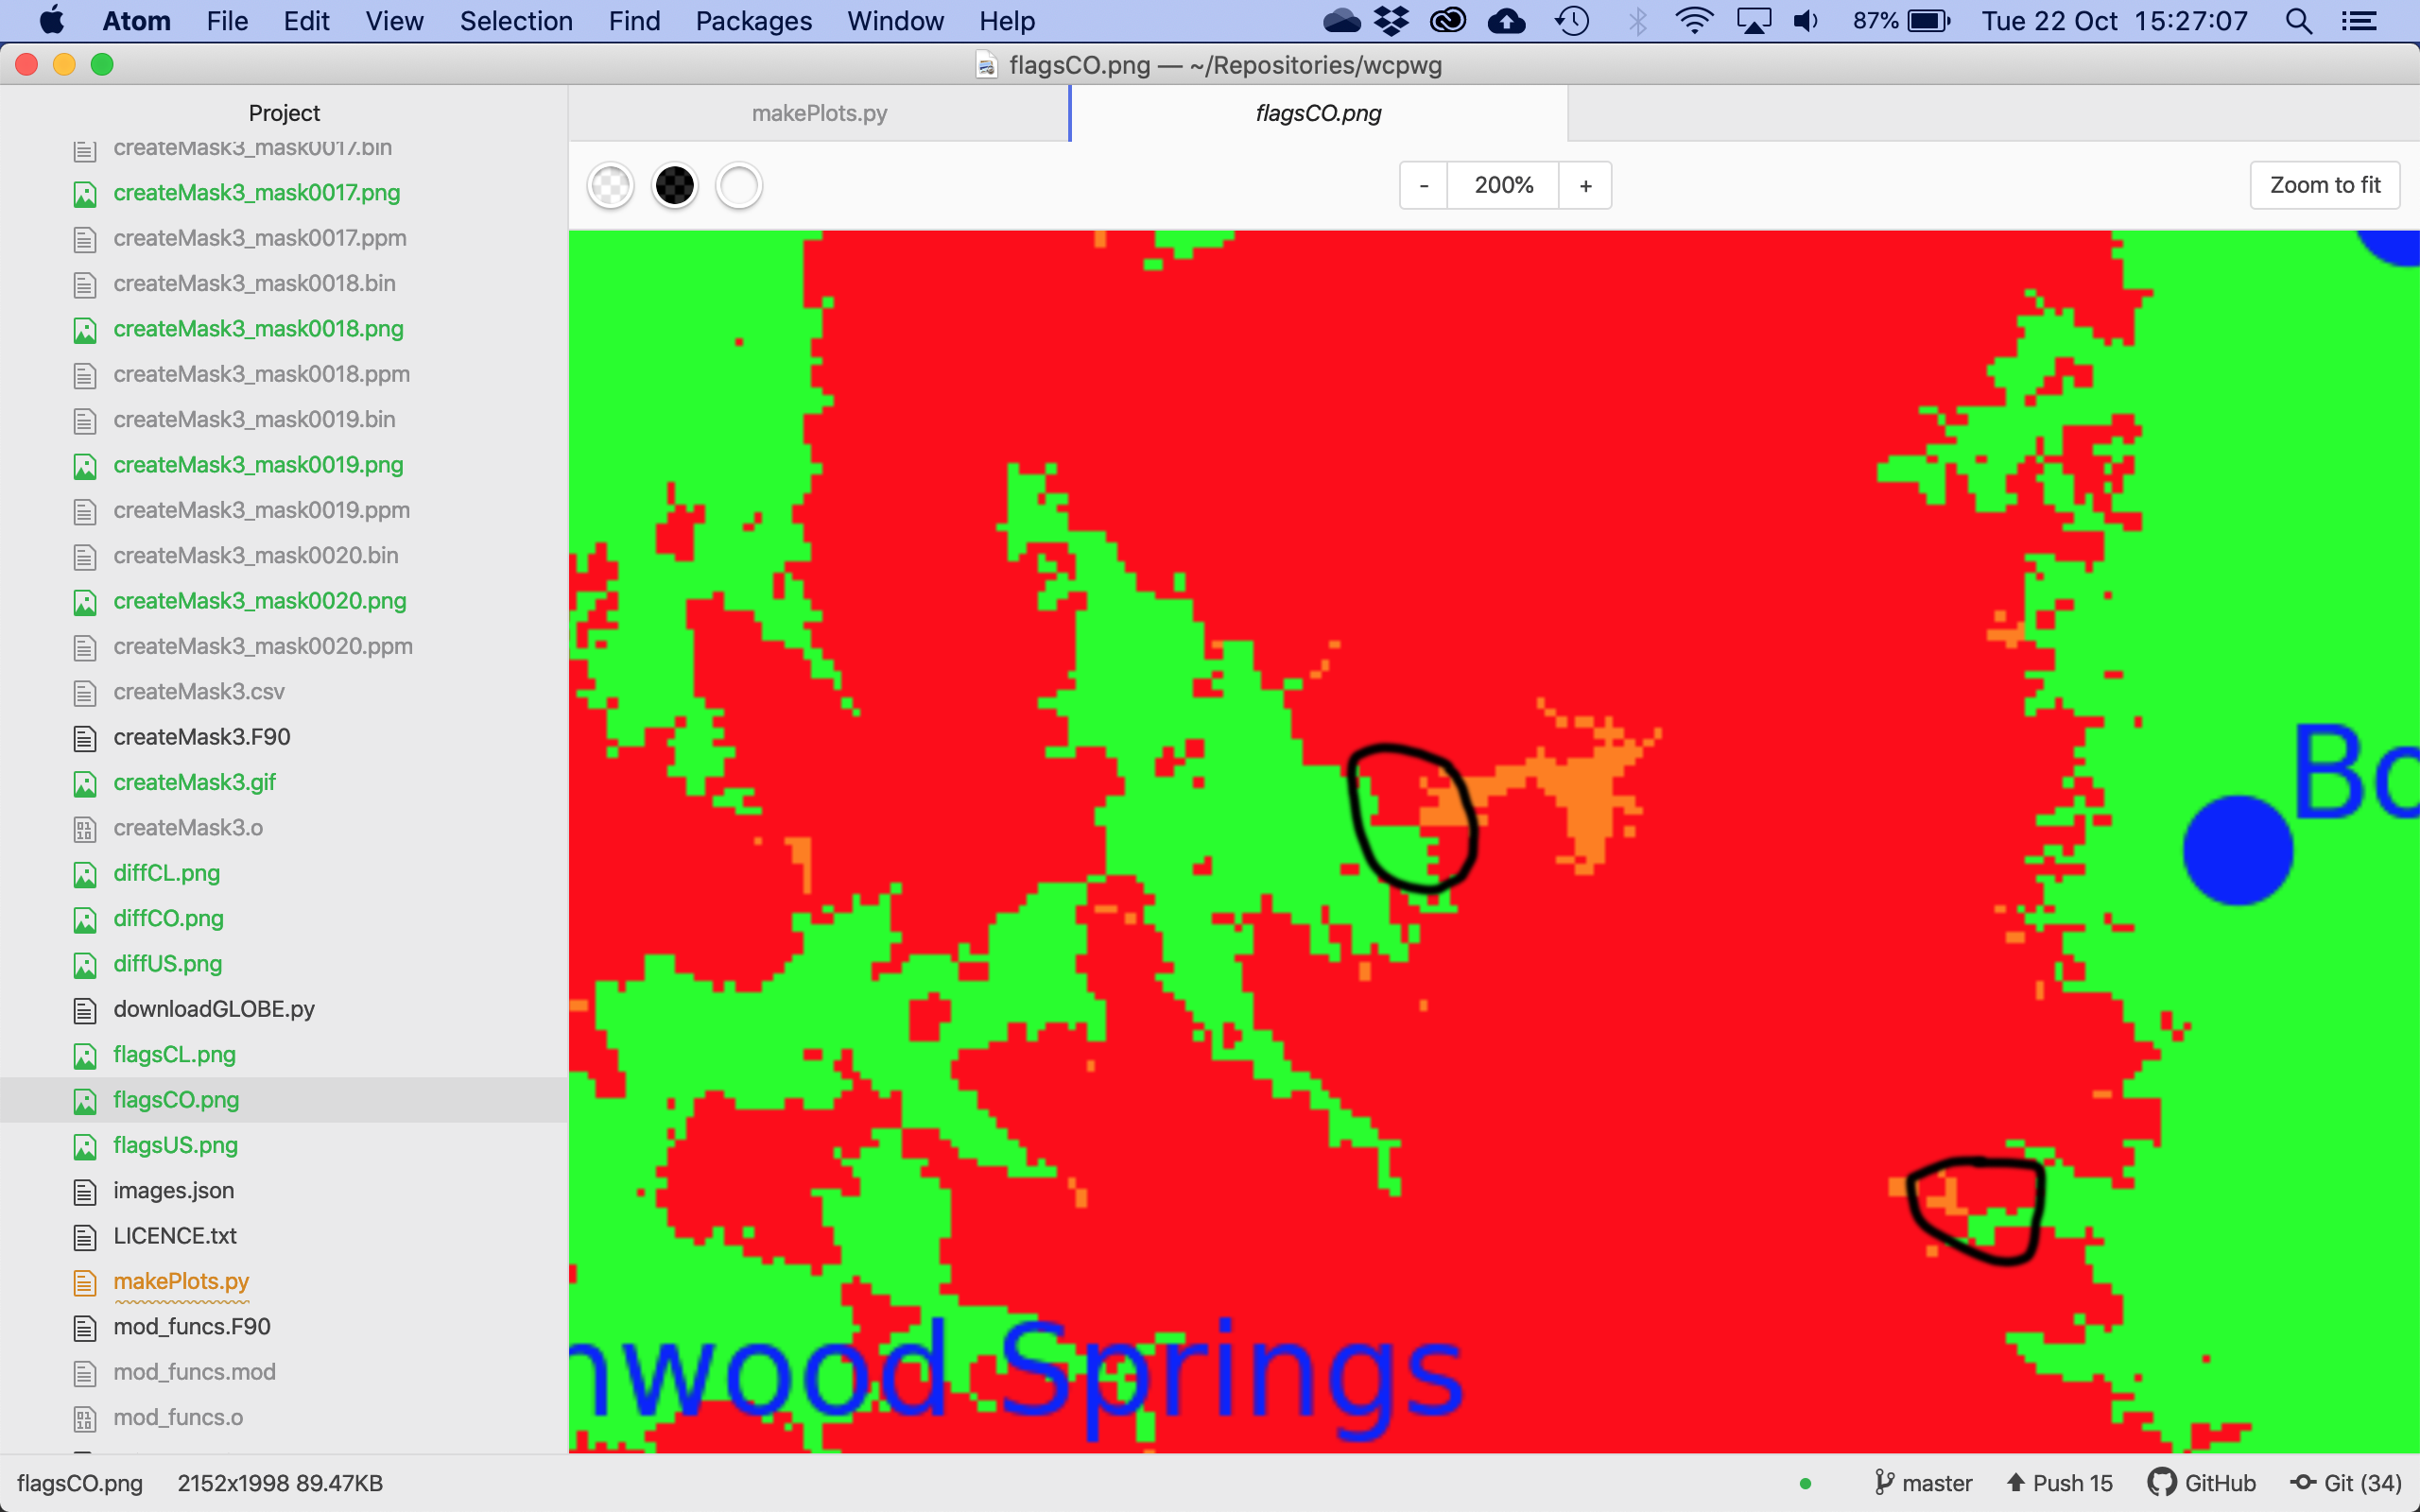 Atom File Edit View Selection Find Packages Window Help 87% Tue 22 Oct 15:27:07
flagsCO.png — ~/Repositories/wcpwg
Project
makePlots.py
flagsCO.png
- 200% +
Zoom to fit
createMask3_mask0017.bin
createMask3_mask0017.png
createMask3_mask0017.ppm
createMask3_mask0018.bin
createMask3_mask0018.png
createMask3_mask0018.ppm
createMask3_mask0019.bin
createMask3_mask0019.png
createMask3_mask0019.ppm
createMask3_mask0020.bin
createMask3_mask0020.png
createMask3_mask0020.ppm
createMask3.csv
createMask3.F90
createMask3.gif
createMask3.o
diffCL.png
diffCO.png
diffUS.png
downloadGLOBE.py
flagsCL.png
flagsCO.png
flagsUS.png
images.json
LICENCE.txt
makePlots.py
mod_funcs.F90
mod_funcs.mod
mod_funcs.o
Bo
nwood Springs
flagsCO.png 2152x1998 89.47KB
master Push 15 GitHub Git (34)